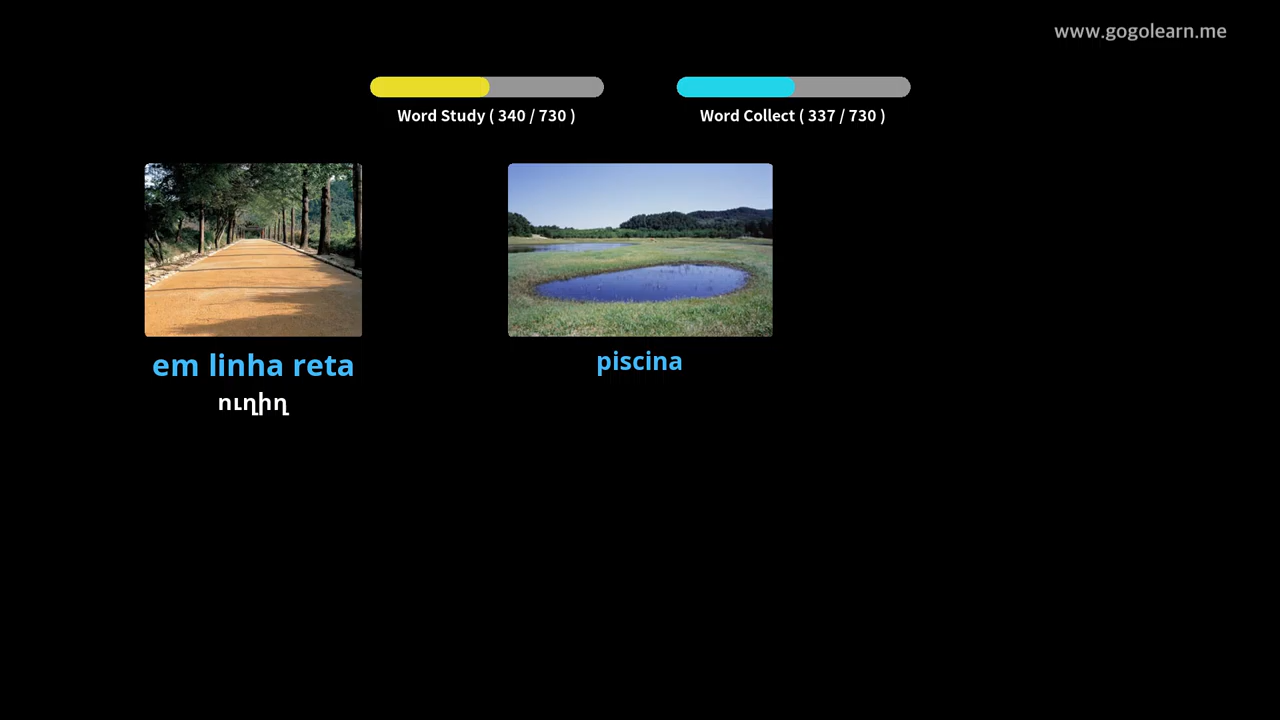 www.gogolearn.me
Word Study ( 340 / 730 )
Word Collect ( 337 / 730 )
em linha reta
ուղիղ
piscina